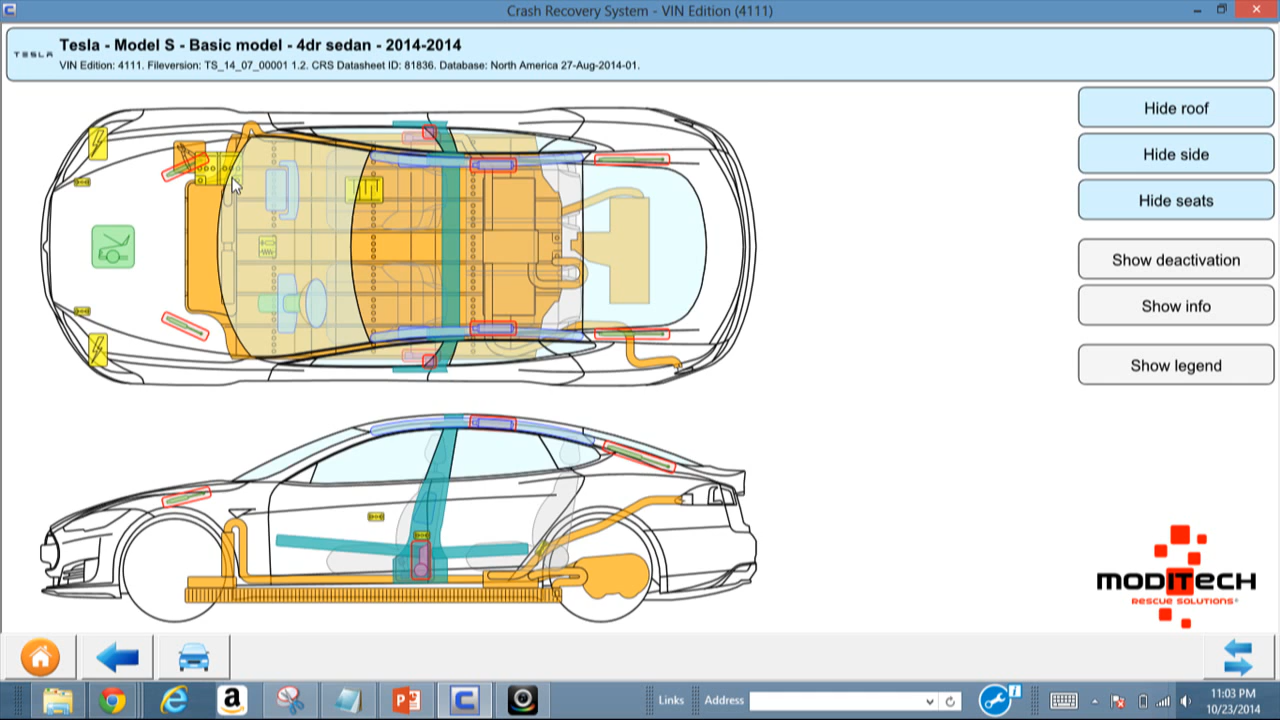 Crash Recovery System - VIN Edition (4111)
TESLA
Tesla - Model S - Basic model - 4dr sedan - 2014-2014
VIN Edition: 4111. Fileversion: TS_14_07_00001 1.2. CRS Datasheet ID: 81836. Database: North America 27-Aug-2014-01.
Hide roof
Hide side
Hide seats
Show deactivation
Show info
Show legend
MODITECH
RESCUE SOLUTIONS
Links
Address
11:03 PM
10/23/2014